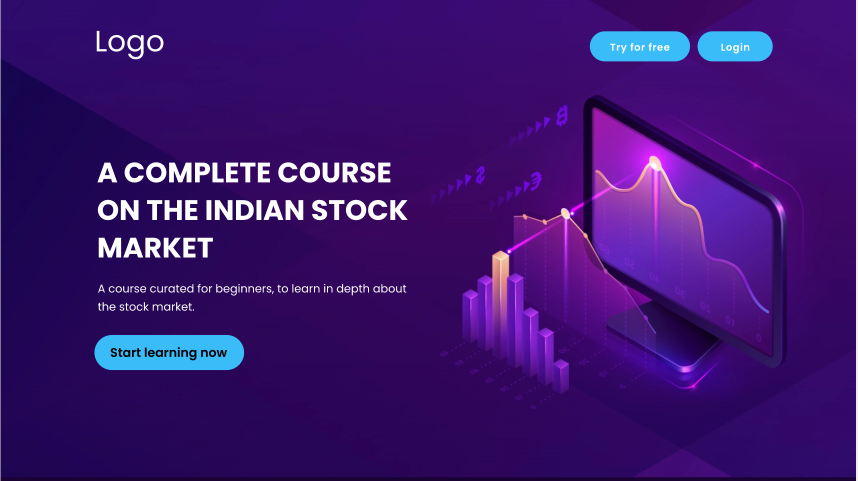 Logo
Try for free
Login
A COMPLETE COURSE
ON THE INDIAN STOCK
MARKET
A course curated for beginners, to learn in depth about
the stock market.
Start learning now